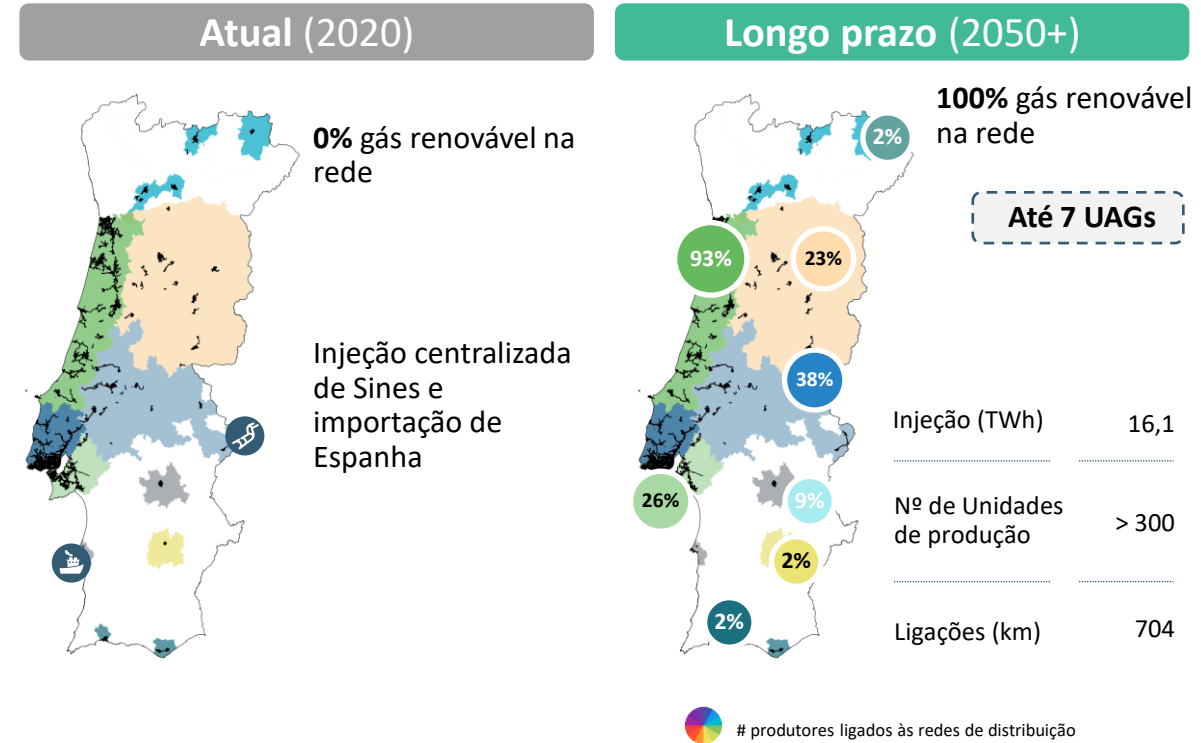 Atual (2020)
0% gás renovável na
rede
Injeção centralizada
de Sines e
importação de
Espanha
Longo prazo (2050+)
100% gás renovável
na rede
2%
Até 7 UAGs
93%
23%
38%
26%
9%
2%
2%
Injeção (TWh) 16,1
Nº de Unidades
de produção > 300
Ligações (km) 704
# produtores ligados às redes de distribuição